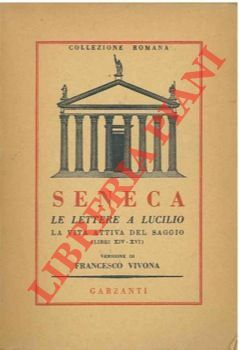 COLLEZIONE ROMANA
SENECA
LE LETTERE A LUCILIO
LA VITA ATTIVA DEL SAGGIO
(LIBRI XIV-XVI)
VERSIONE DI
FRANCESCO VIVONA
GARZANTI
LIBRERIA PIANI